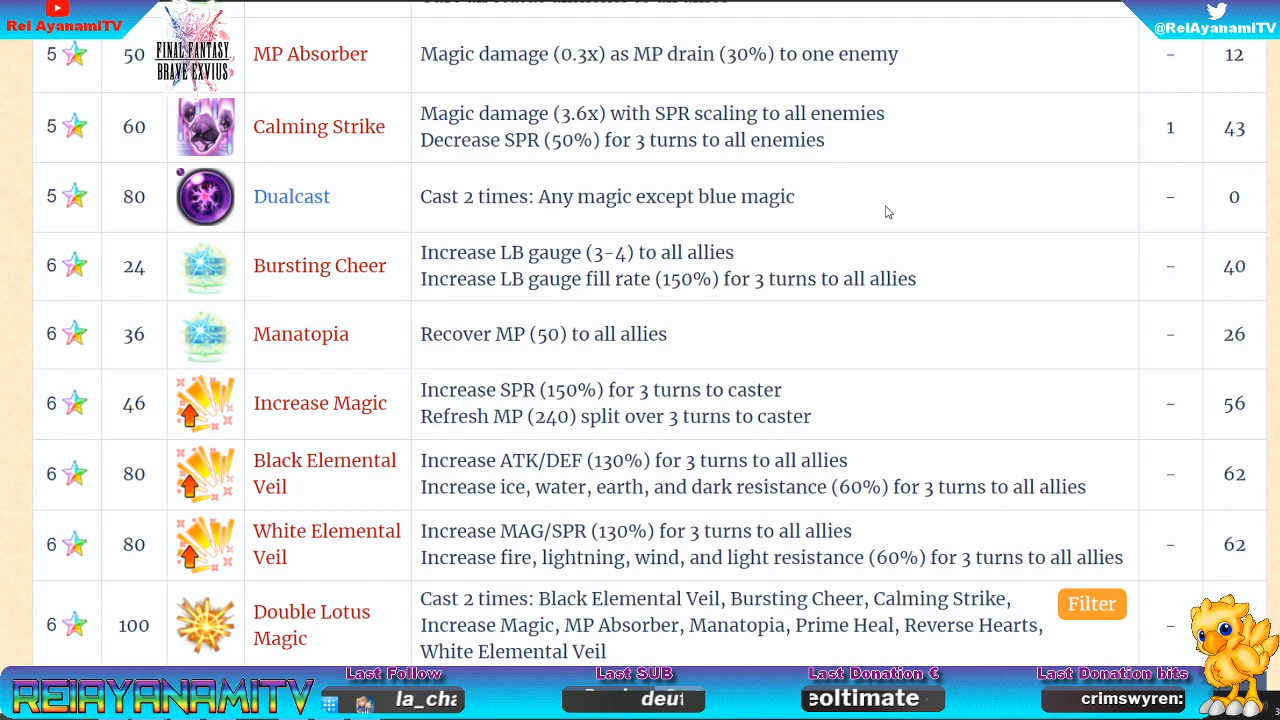 Rei AyanamiTV
@ReiAyanamiTV
FINAL FANTASY
BRAVE EXVIUS
5 50 MP Absorber Magic damage (0.3x) as MP drain (30%) to one enemy - 12
5 60 Calming Strike Magic damage (3.6x) with SPR scaling to all enemies 1 43
Decrease SPR (50%) for 3 turns to all enemies
5 80 Dualcast Cast 2 times: Any magic except blue magic - 0
6 24 Bursting Cheer Increase LB gauge (3-4) to all allies - 40
Increase LB gauge fill rate (150%) for 3 turns to all allies
6 36 Manatopia Recover MP (50) to all allies - 26
6 46 Increase Magic Increase SPR (150%) for 3 turns to caster - 56
Refresh MP (240) split over 3 turns to caster
6 80 Black Elemental Increase ATK/DEF (130%) for 3 turns to all allies - 62
Veil Increase ice, water, earth, and dark resistance (60%) for 3 turns to all allies
6 80 White Elemental Increase MAG/SPR (130%) for 3 turns to all allies - 62
Veil Increase fire, lightning, wind, and light resistance (60%) for 3 turns to all allies
6 100 Double Lotus Cast 2 times: Black Elemental Veil, Bursting Cheer, Calming Strike, Filter -
Magic Increase Magic, MP Absorber, Manatopia, Prime Heal, Reverse Hearts,
White Elemental Veil
Last Follow Last SUB Last Donation € Last Donation bits
REIAYANAMITV la_cha deut eoltimate crimswyren: